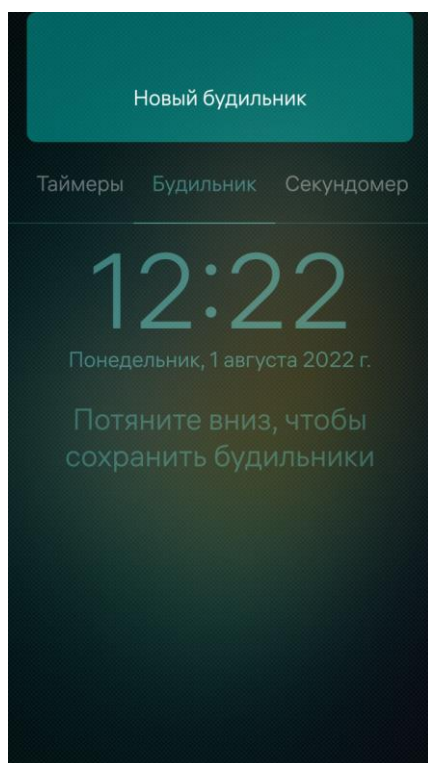 Новый будильник
Таймеры Будильник Секундомер
12:22
Понедельник, 1 августа 2022 г.
Потяните вниз, чтобы
сохранить будильники